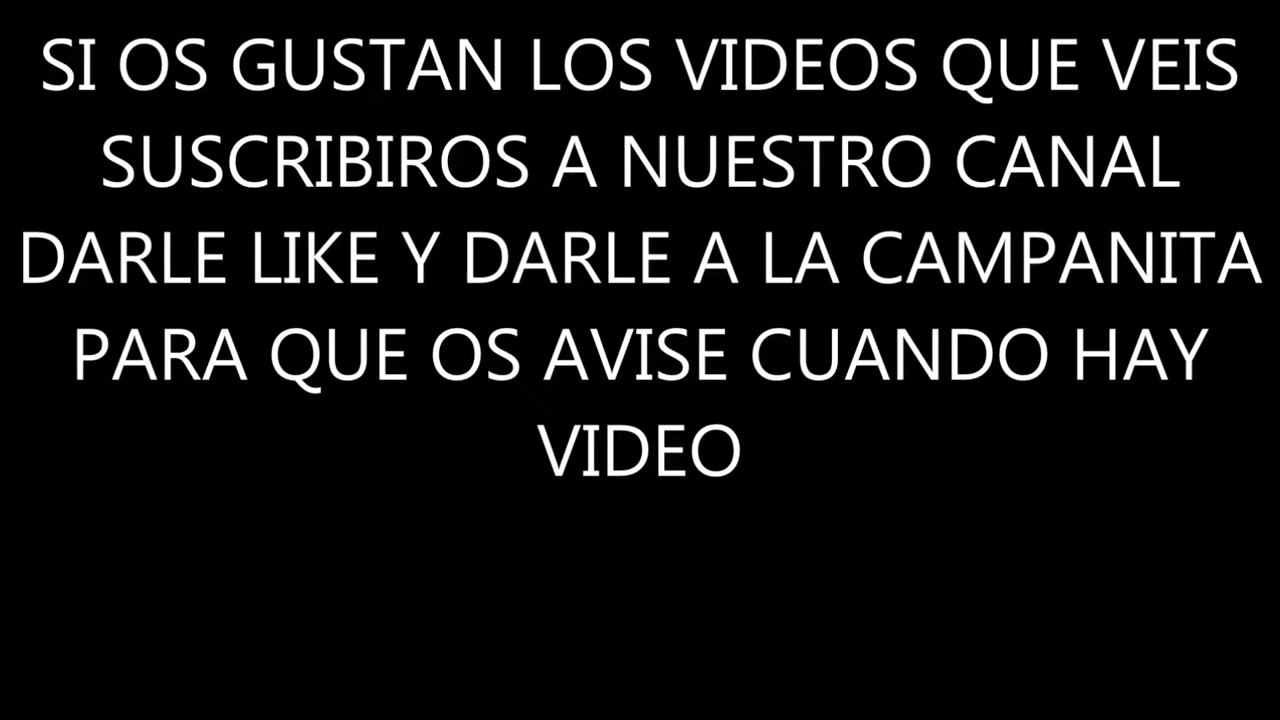 SI OS GUSTAN LOS VIDEOS QUE VEIS
SUSCRIBIROS A NUESTRO CANAL
DARLE LIKE Y DARLE A LA CAMPANITA
PARA QUE OS AVISE CUANDO HAY
VIDEO